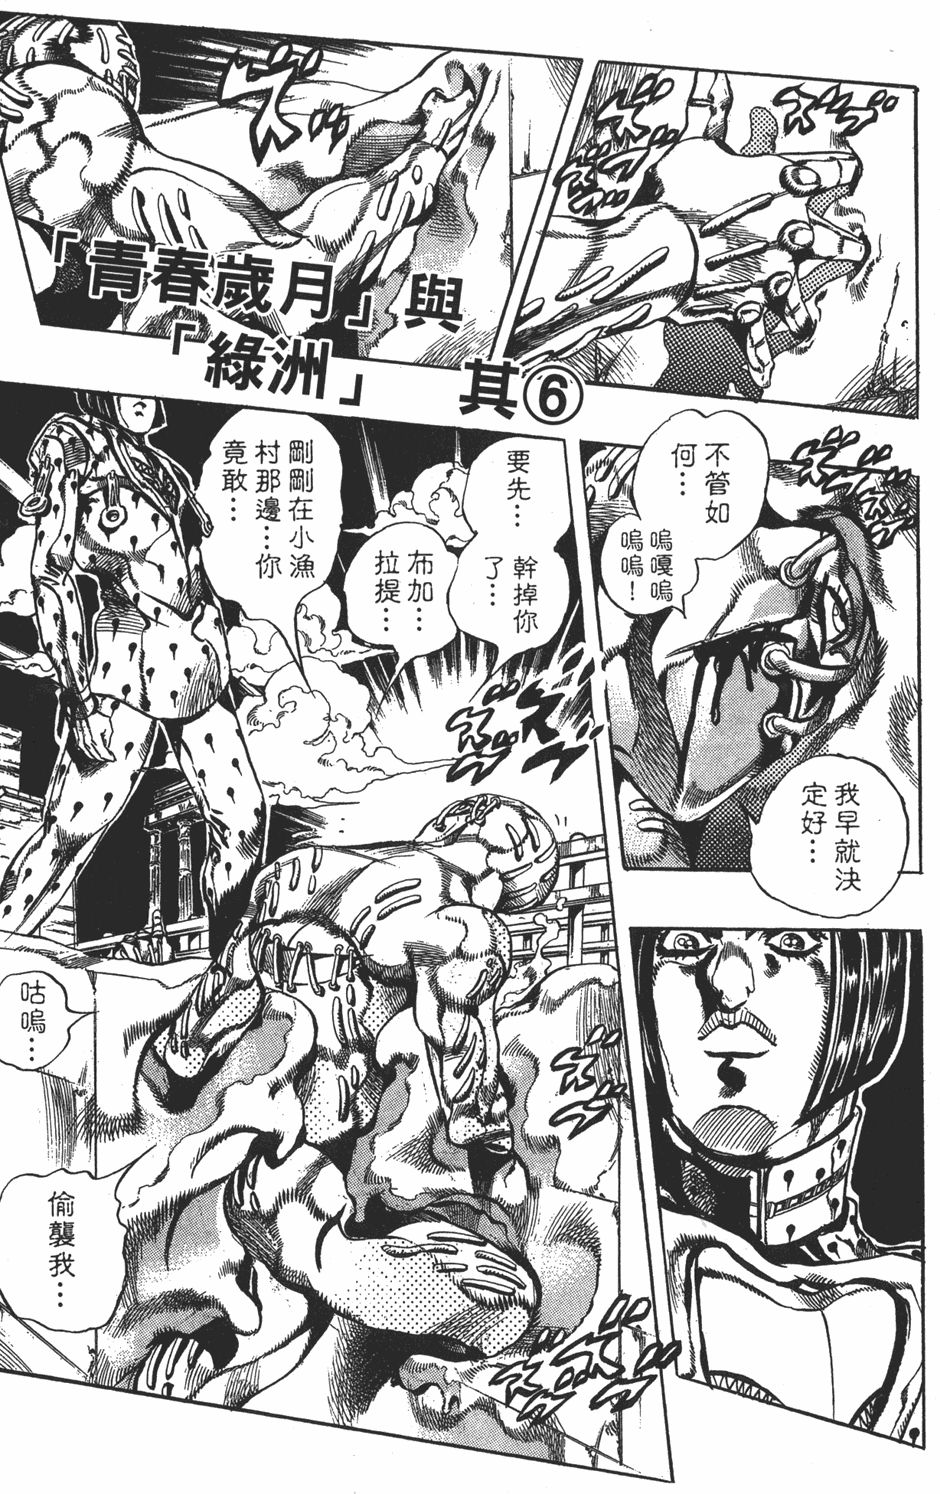 「青春歲月」與
「綠洲」 其⑥
不管如
何…
嗚嘎嗚
嗚嗚！
我早就決
定好…
要先…
幹掉你
了…
布加…
拉提…
剛剛在小漁
村那邊…你
竟敢…
咕嗚…
偷襲我…